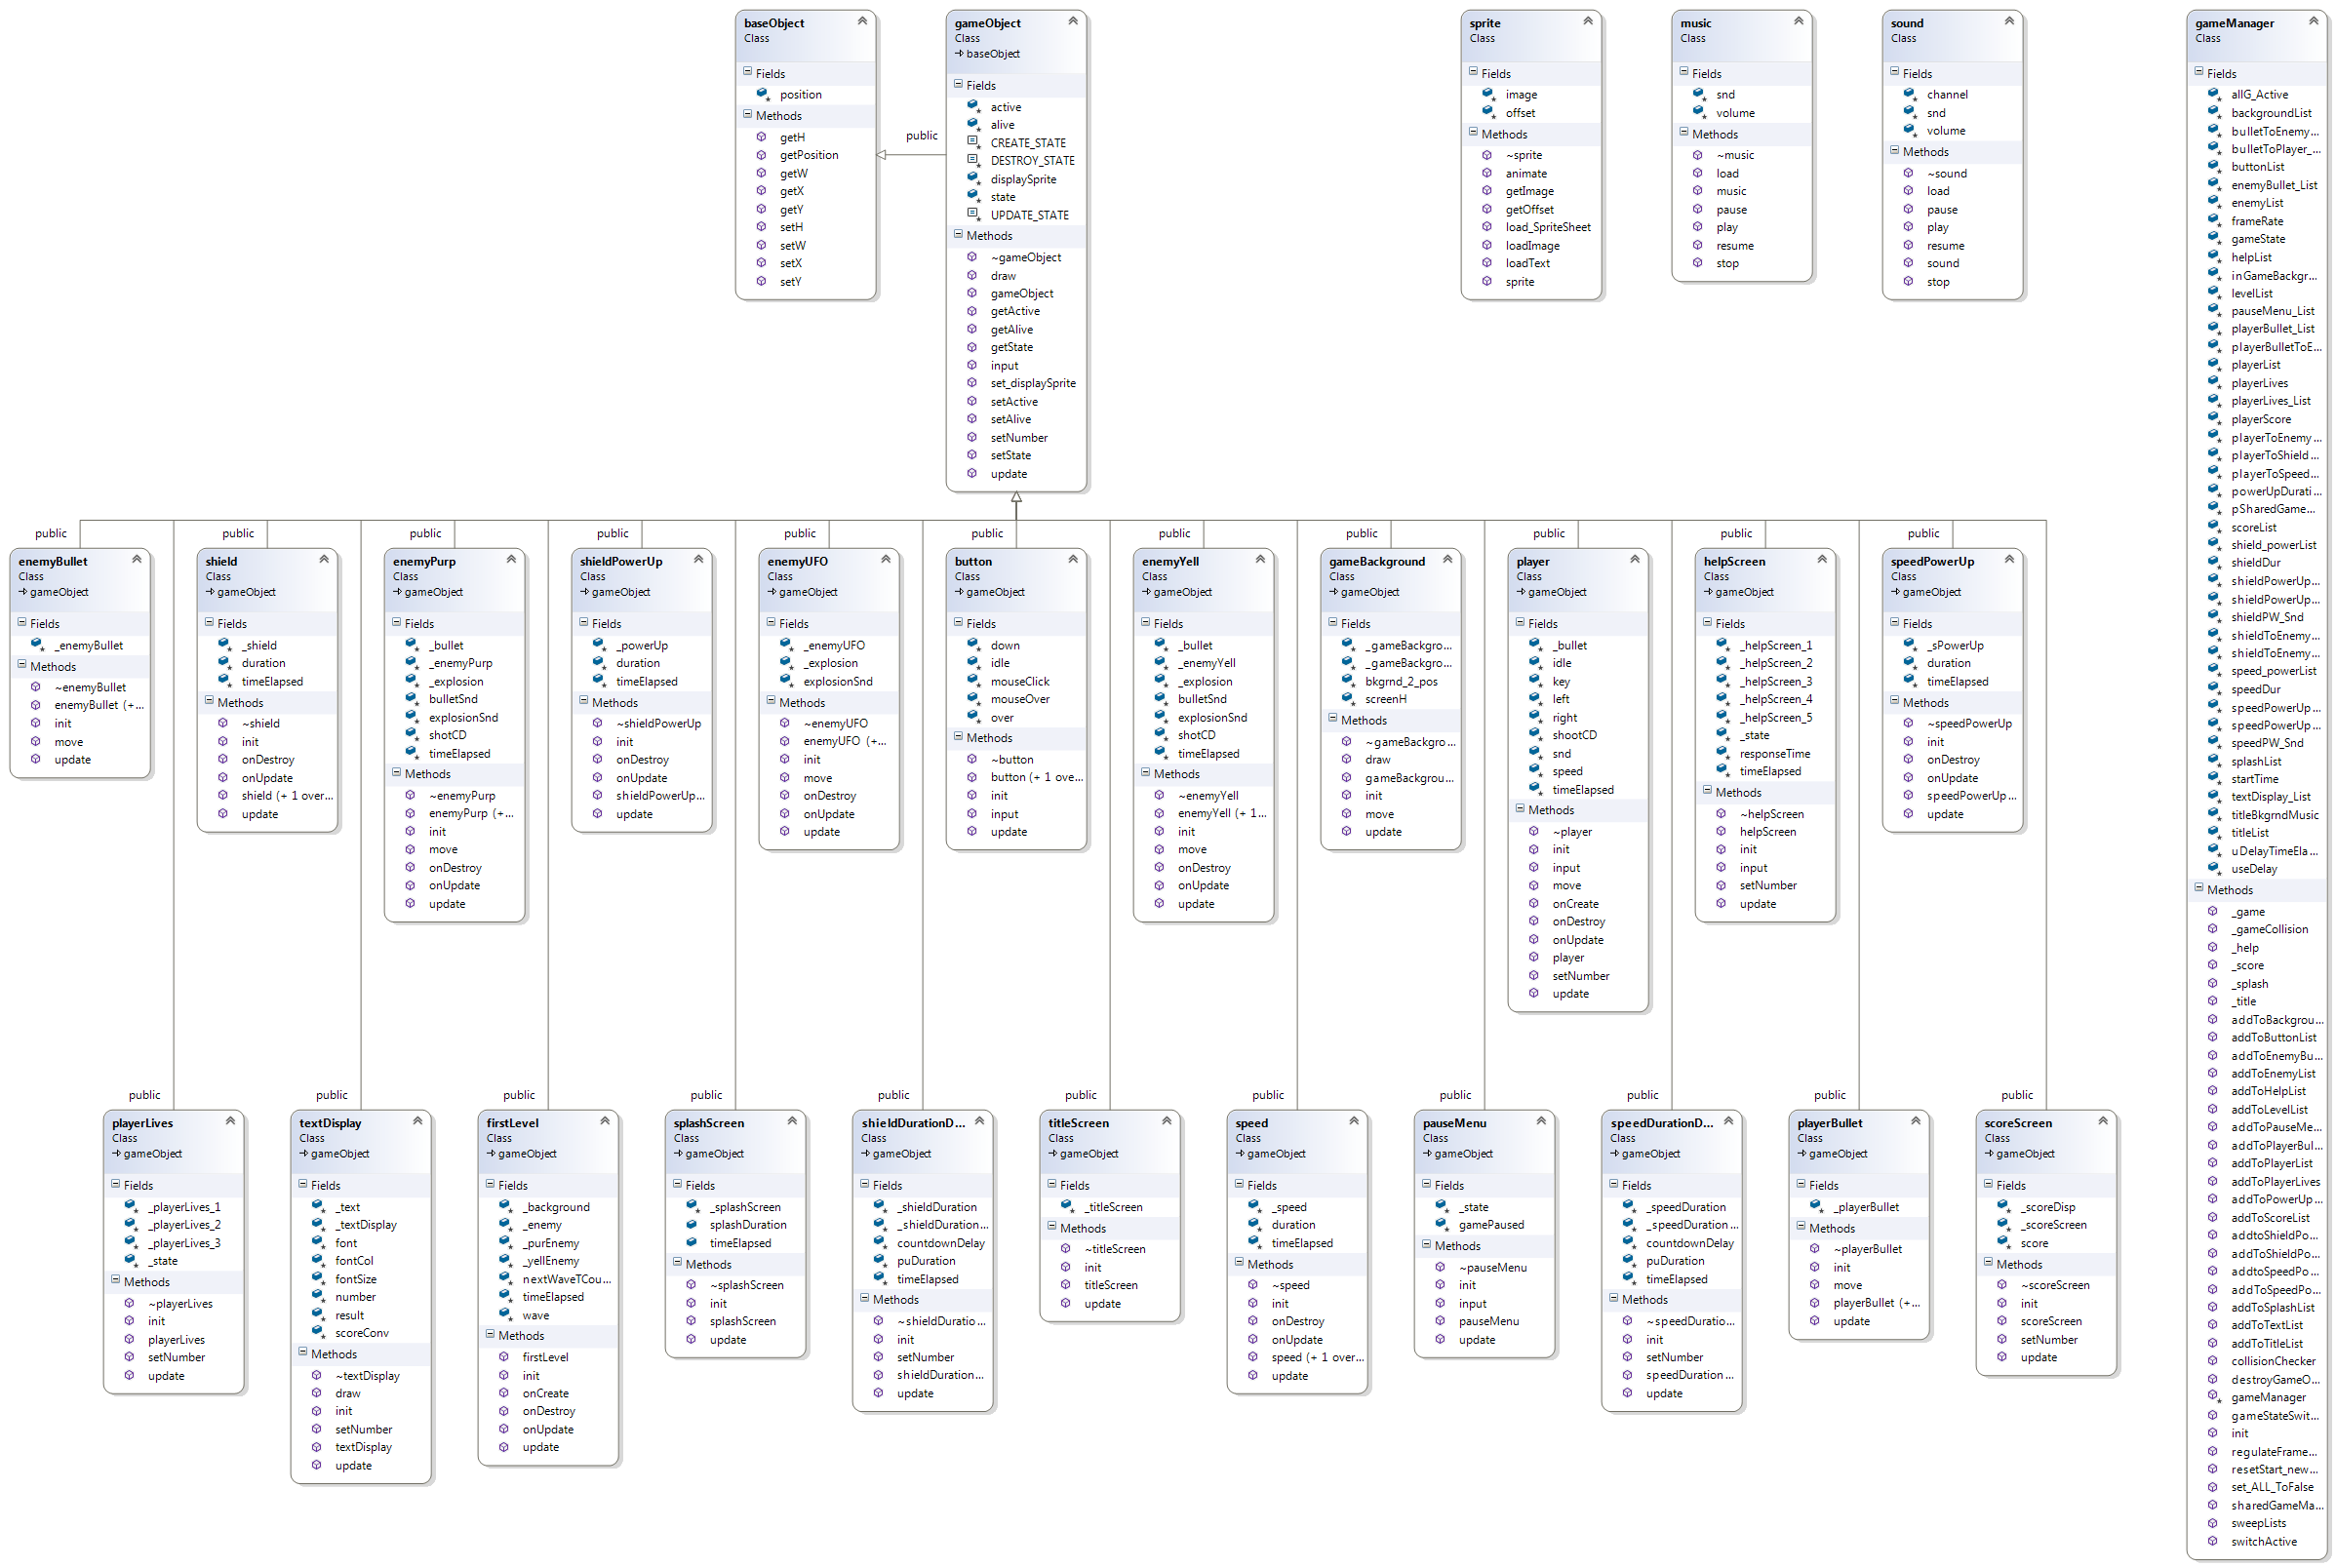 baseObject
Class
Fields
position
Methods
getH
getPosition
getW
getX
getY
setH
setW
setX
setY
public
gameObject
Class
baseObject
Fields
active
alive
CREATE_STATE
DESTROY_STATE
displaySprite
state
UPDATE_STATE
Methods
~gameObject
draw
gameObject
getActive
getAlive
getState
input
set_displaySprite
setActive
setAlive
setNumber
setState
update
sprite
Class
Fields
image
offset
Methods
~sprite
animate
getImage
getOffset
load_SpriteSheet
loadImage
loadText
sprite
music
Class
Fields
snd
volume
Methods
~music
load
music
pause
play
resume
stop
sound
Class
Fields
channel
snd
volume
Methods
~sound
load
pause
play
resume
sound
stop
gameManager
Class
Fields
allG_Active
backgroundList
bulletToEnemy...
bulletToPlayer_...
buttonList
enemyBullet_List
enemyList
frameRate
gameState
helpList
inGameBackgr...
levelList
pauseMenu_List
playerBullet_List
playerBulletToE...
playerList
playerLives
playerLives_List
playerScore
playerToEnemy...
playerToShield...
playerToSpeed...
powerUpDurati...
pSharedGame...
scoreList
shield_powerList
shieldDur
shieldPowerUp...
shieldPowerUp...
shieldPW_Snd
shieldToEnemy...
shieldToEnemy...
speed_powerList
speedDur
speedPowerUp...
speedPowerUp...
speedPW_Snd
splashList
startTime
textDisplay_List
titleBkgrndMusic
titleList
uDelayTimeEla...
useDelay
Methods
_game
_gameCollision
_help
_score
_splash
_title
addToBackgrou...
addToButtonList
addToEnemyBu...
addToEnemyList
addToHelpList
addToLevelList
addToPauseMe...
addToPlayerBul...
addToPlayerList
addToPlayerLives
addToPowerUp...
addToScoreList
addtoShieldPo...
addToShieldPo...
addtoSpeedPo...
addToSpeedPo...
addToSplashList
addToTextList
addToTitleList
collisionChecker
destroyGameO...
gameManager
gameStateSwit...
init
regulateFrame...
resetStart_new...
set_ALL_ToFalse
sharedGameMa...
sweepLists
switchActive
public
enemyBullet
Class
gameObject
Fields
_enemyBullet
Methods
~enemyBullet
enemyBullet (+...
init
move
update
public
shield
Class
gameObject
Fields
_shield
duration
timeElapsed
Methods
~shield
init
onDestroy
onUpdate
shield (+ 1 over...
update
public
enemyPurp
Class
gameObject
Fields
_bullet
_enemyPurp
_explosion
bulletSnd
explosionSnd
shotCD
timeElapsed
Methods
~enemyPurp
enemyPurp (+...
init
move
onDestroy
onUpdate
update
public
shieldPowerUp
Class
gameObject
Fields
_powerUp
duration
timeElapsed
Methods
~shieldPowerUp
init
onDestroy
onUpdate
shieldPowerUp...
update
public
enemyUFO
Class
gameObject
Fields
_enemyUFO
_explosion
explosionSnd
Methods
~enemyUFO
enemyUFO (+...
init
move
onDestroy
onUpdate
update
public
button
Class
gameObject
Fields
down
idle
mouseClick
mouseOver
over
Methods
~button
button (+ 1 ove...
init
input
update
public
enemyYell
Class
gameObject
Fields
_bullet
_enemyYell
_explosion
bulletSnd
explosionSnd
shotCD
timeElapsed
Methods
~enemyYell
enemyYell (+ 1...
init
move
onDestroy
onUpdate
update
public
gameBackground
Class
gameObject
Fields
_gameBackgro...
_gameBackgro...
bkgrnd_2_pos
screenH
Methods
~gameBackgro...
draw
gameBackgrou...
init
move
update
public
player
Class
gameObject
Fields
_bullet
idle
key
left
right
shootCD
snd
speed
timeElapsed
Methods
~player
init
input
move
onCreate
onDestroy
onUpdate
player
setNumber
update
public
helpScreen
Class
gameObject
Fields
_helpScreen_1
_helpScreen_2
_helpScreen_3
_helpScreen_4
_helpScreen_5
_state
responseTime
timeElapsed
Methods
~helpScreen
helpScreen
init
input
setNumber
update
public
speedPowerUp
Class
gameObject
Fields
_sPowerUp
duration
timeElapsed
Methods
~speedPowerUp
init
onDestroy
onUpdate
speedPowerUp...
update
public
playerLives
Class
gameObject
Fields
_playerLives_1
_playerLives_2
_playerLives_3
_state
Methods
~playerLives
init
playerLives
setNumber
update
public
textDisplay
Class
gameObject
Fields
_text
_textDisplay
font
fontCol
fontSize
number
result
scoreConv
Methods
~textDisplay
draw
init
setNumber
textDisplay
update
public
firstLevel
Class
gameObject
Fields
_background
_enemy
_purEnemy
_yellEnemy
nextWaveTCou...
timeElapsed
wave
Methods
firstLevel
init
onCreate
onDestroy
onUpdate
update
public
splashScreen
Class
gameObject
Fields
_splashScreen
splashDuration
timeElapsed
Methods
~splashScreen
init
splashScreen
update
public
shieldDurationD...
Class
gameObject
Fields
_shieldDuration
_shieldDuration...
countdownDelay
puDuration
timeElapsed
Methods
~shieldDuratio...
init
setNumber
shieldDuration...
update
public
titleScreen
Class
gameObject
Fields
_titleScreen
Methods
~titleScreen
init
titleScreen
update
public
speed
Class
gameObject
Fields
_speed
duration
timeElapsed
Methods
~speed
init
onDestroy
onUpdate
speed (+ 1 over...
update
public
pauseMenu
Class
gameObject
Fields
_state
gamePaused
Methods
~pauseMenu
init
input
pauseMenu
update
public
speedDurationD...
Class
gameObject
Fields
_speedDuration
_speedDuration...
countdownDelay
puDuration
timeElapsed
Methods
~speedDuratio...
init
setNumber
speedDuration...
update
public
playerBullet
Class
gameObject
Fields
_playerBullet
Methods
~playerBullet
init
move
playerBullet (+...
update
public
scoreScreen
Class
gameObject
Fields
_scoreDisp
_scoreScreen
score
Methods
~scoreScreen
init
scoreScreen
setNumber
update